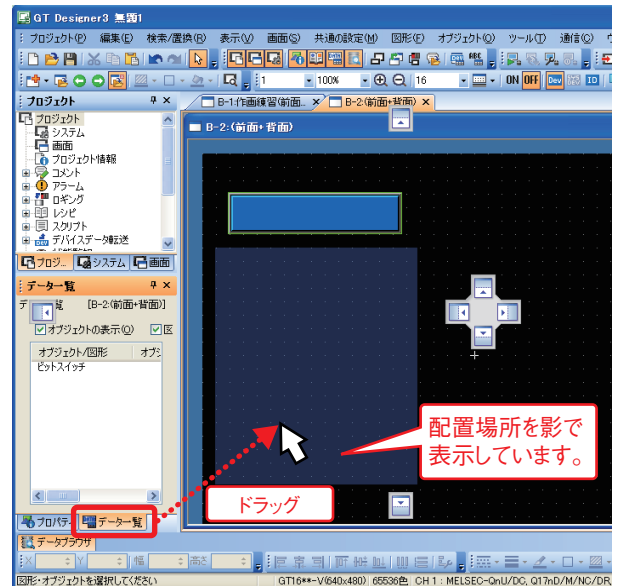 GT Designer3 無題1
プロジェクト(P) 編集(E) 検索/置換(R) 表示(V) 画面(S) 共通の設定(M) 図形(F) オブジェクト(O) ツール(T) 通信(C)
1 100% 16 ON OFF Dev ID
プロジェクト
B-1:作画練習(前面..
B-2:(前面+背面)
B-2:(前面+背面)
プロジェクト
システム
画面
プロジェクト情報
コメント
アラーム
ロギング
レシピ
スクリプト
デバイスデータ転送
プロジ... システム 画面
データ一覧
[B-2:(前面+背面)]
オブジェクトの表示(O)
オブジェクト/図形
ビットスイッチ
配置場所を影で
表示しています。
ドラッグ
プロパテ.. データ一覧
データブラウザ
X Y 幅 高さ
図形・オブジェクトを選択してください
GT16**-V(640x480) 65536色 CH 1 : MELSEC-QnU/DC, Q17nD/M/NC/DR,